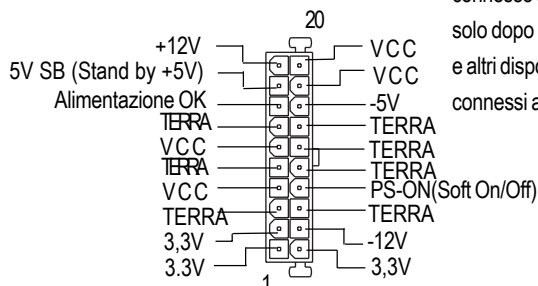 20
connesso
solo dopo
e altri dispo
connessi a
+12V
5V SB (Stand by +5V)
Alimentazione OK
TERRA
VCC
TERRA
VCC
TERRA
3,3V
3.3V
VCC
VCC
-5V
TERRA
TERRA
TERRA
PS-ON(Soft On/Off)
TERRA
-12V
3,3V
1